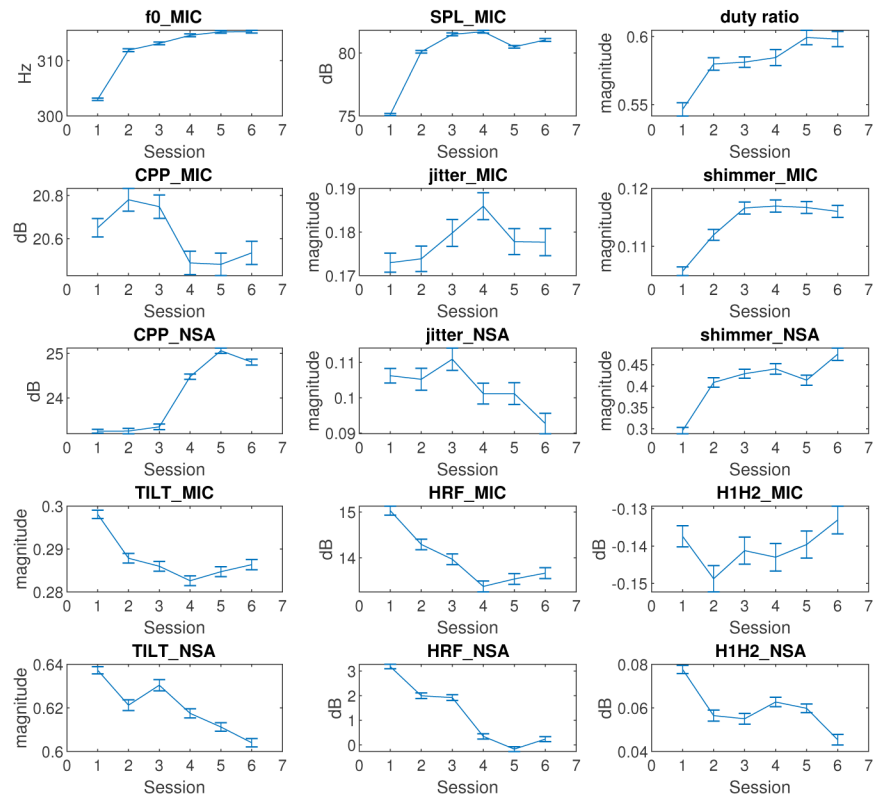 f0_MIC
315
300
Hz
0 1 2 3 4 5 6 7
Session
SPL_MIC
80
75
dB
0 1 2 3 4 5 6 7
Session
duty ratio
0.6
0.55
magnitude
0 1 2 3 4 5 6 7
Session
CPP_MIC
20.8
20.6
dB
0 1 2 3 4 5 6 7
Session
jitter_MIC
0.19
0.18
0.17
magnitude
0 1 2 3 4 5 6 7
Session
shimmer_MIC
0.12
0.11
magnitude
0 1 2 3 4 5 6 7
Session
CPP_NSA
25
24
dB
0 1 2 3 4 5 6 7
Session
jitter_NSA
0.11
0.1
0.09
magnitude
0 1 2 3 4 5 6 7
Session
shimmer_NSA
0.45
0.4
0.35
0.3
magnitude
0 1 2 3 4 5 6 7
Session
TILT_MIC
0.3
0.29
0.28
magnitude
0 1 2 3 4 5 6 7
Session
HRF_MIC
15
14
dB
0 1 2 3 4 5 6 7
Session
H1H2_MIC
-0.13
-0.14
-0.15
dB
0 1 2 3 4 5 6 7
Session
TILT_NSA
0.64
0.62
0.6
magnitude
0 1 2 3 4 5 6 7
Session
HRF_NSA
3
2
1
0
dB
0 1 2 3 4 5 6 7
Session
H1H2_NSA
0.08
0.06
0.04
dB
0 1 2 3 4 5 6 7
Session